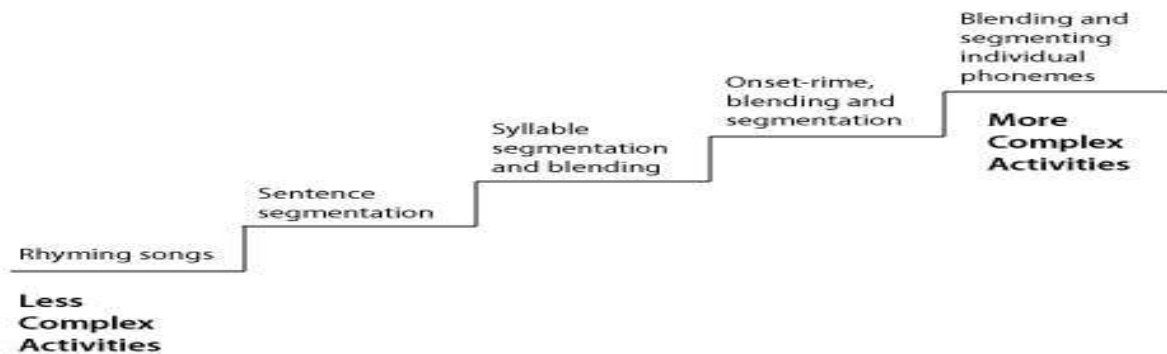 Rhyming songs
Less
Complex
Activities
Sentence
segmentation
Syllable
segmentation
and blending
Onset-rime,
blending and
segmentation
Blending and
segmenting
individual
phonemes
More
Complex
Activities